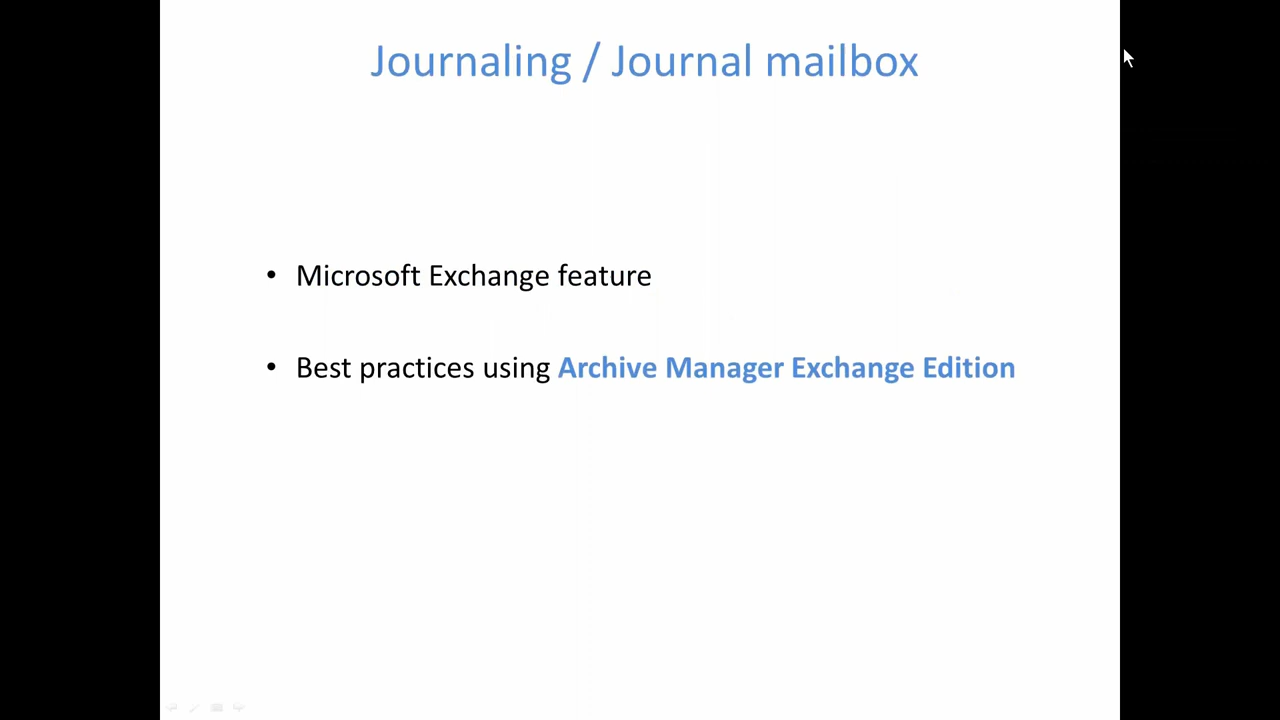 Journaling / Journal mailbox
• Microsoft Exchange feature
• Best practices using Archive Manager Exchange Edition